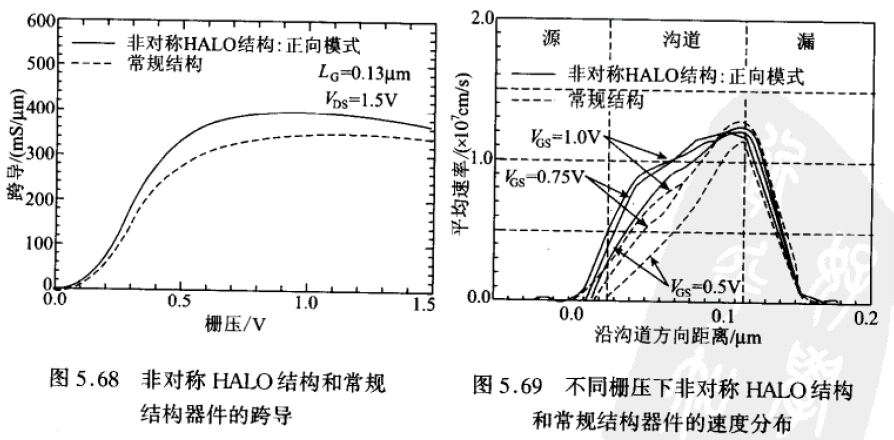 600
500
400
300
200
100
0
跨导/(mS/μm)
非对称HALO结构:正向模式
常规结构
L_G=0.13μm
V_DS=1.5V
0.0 0.5 1.0 1.5
栅压/V
图 5.68 非对称 HALO 结构和常规
结构器件的跨导
2.0
1.0
0.0
平均速率/(×10⁷cm/s)
源 沟道 漏
非对称HALO结构:正向模式
常规结构
V_GS=1.0V
V_GS=0.75V
V_GS=0.5V
0.0 0.1 0.2
沿沟道方向距离/μm
图 5.69 不同栅压下非对称 HALO 结构
和常规结构器件的速度分布